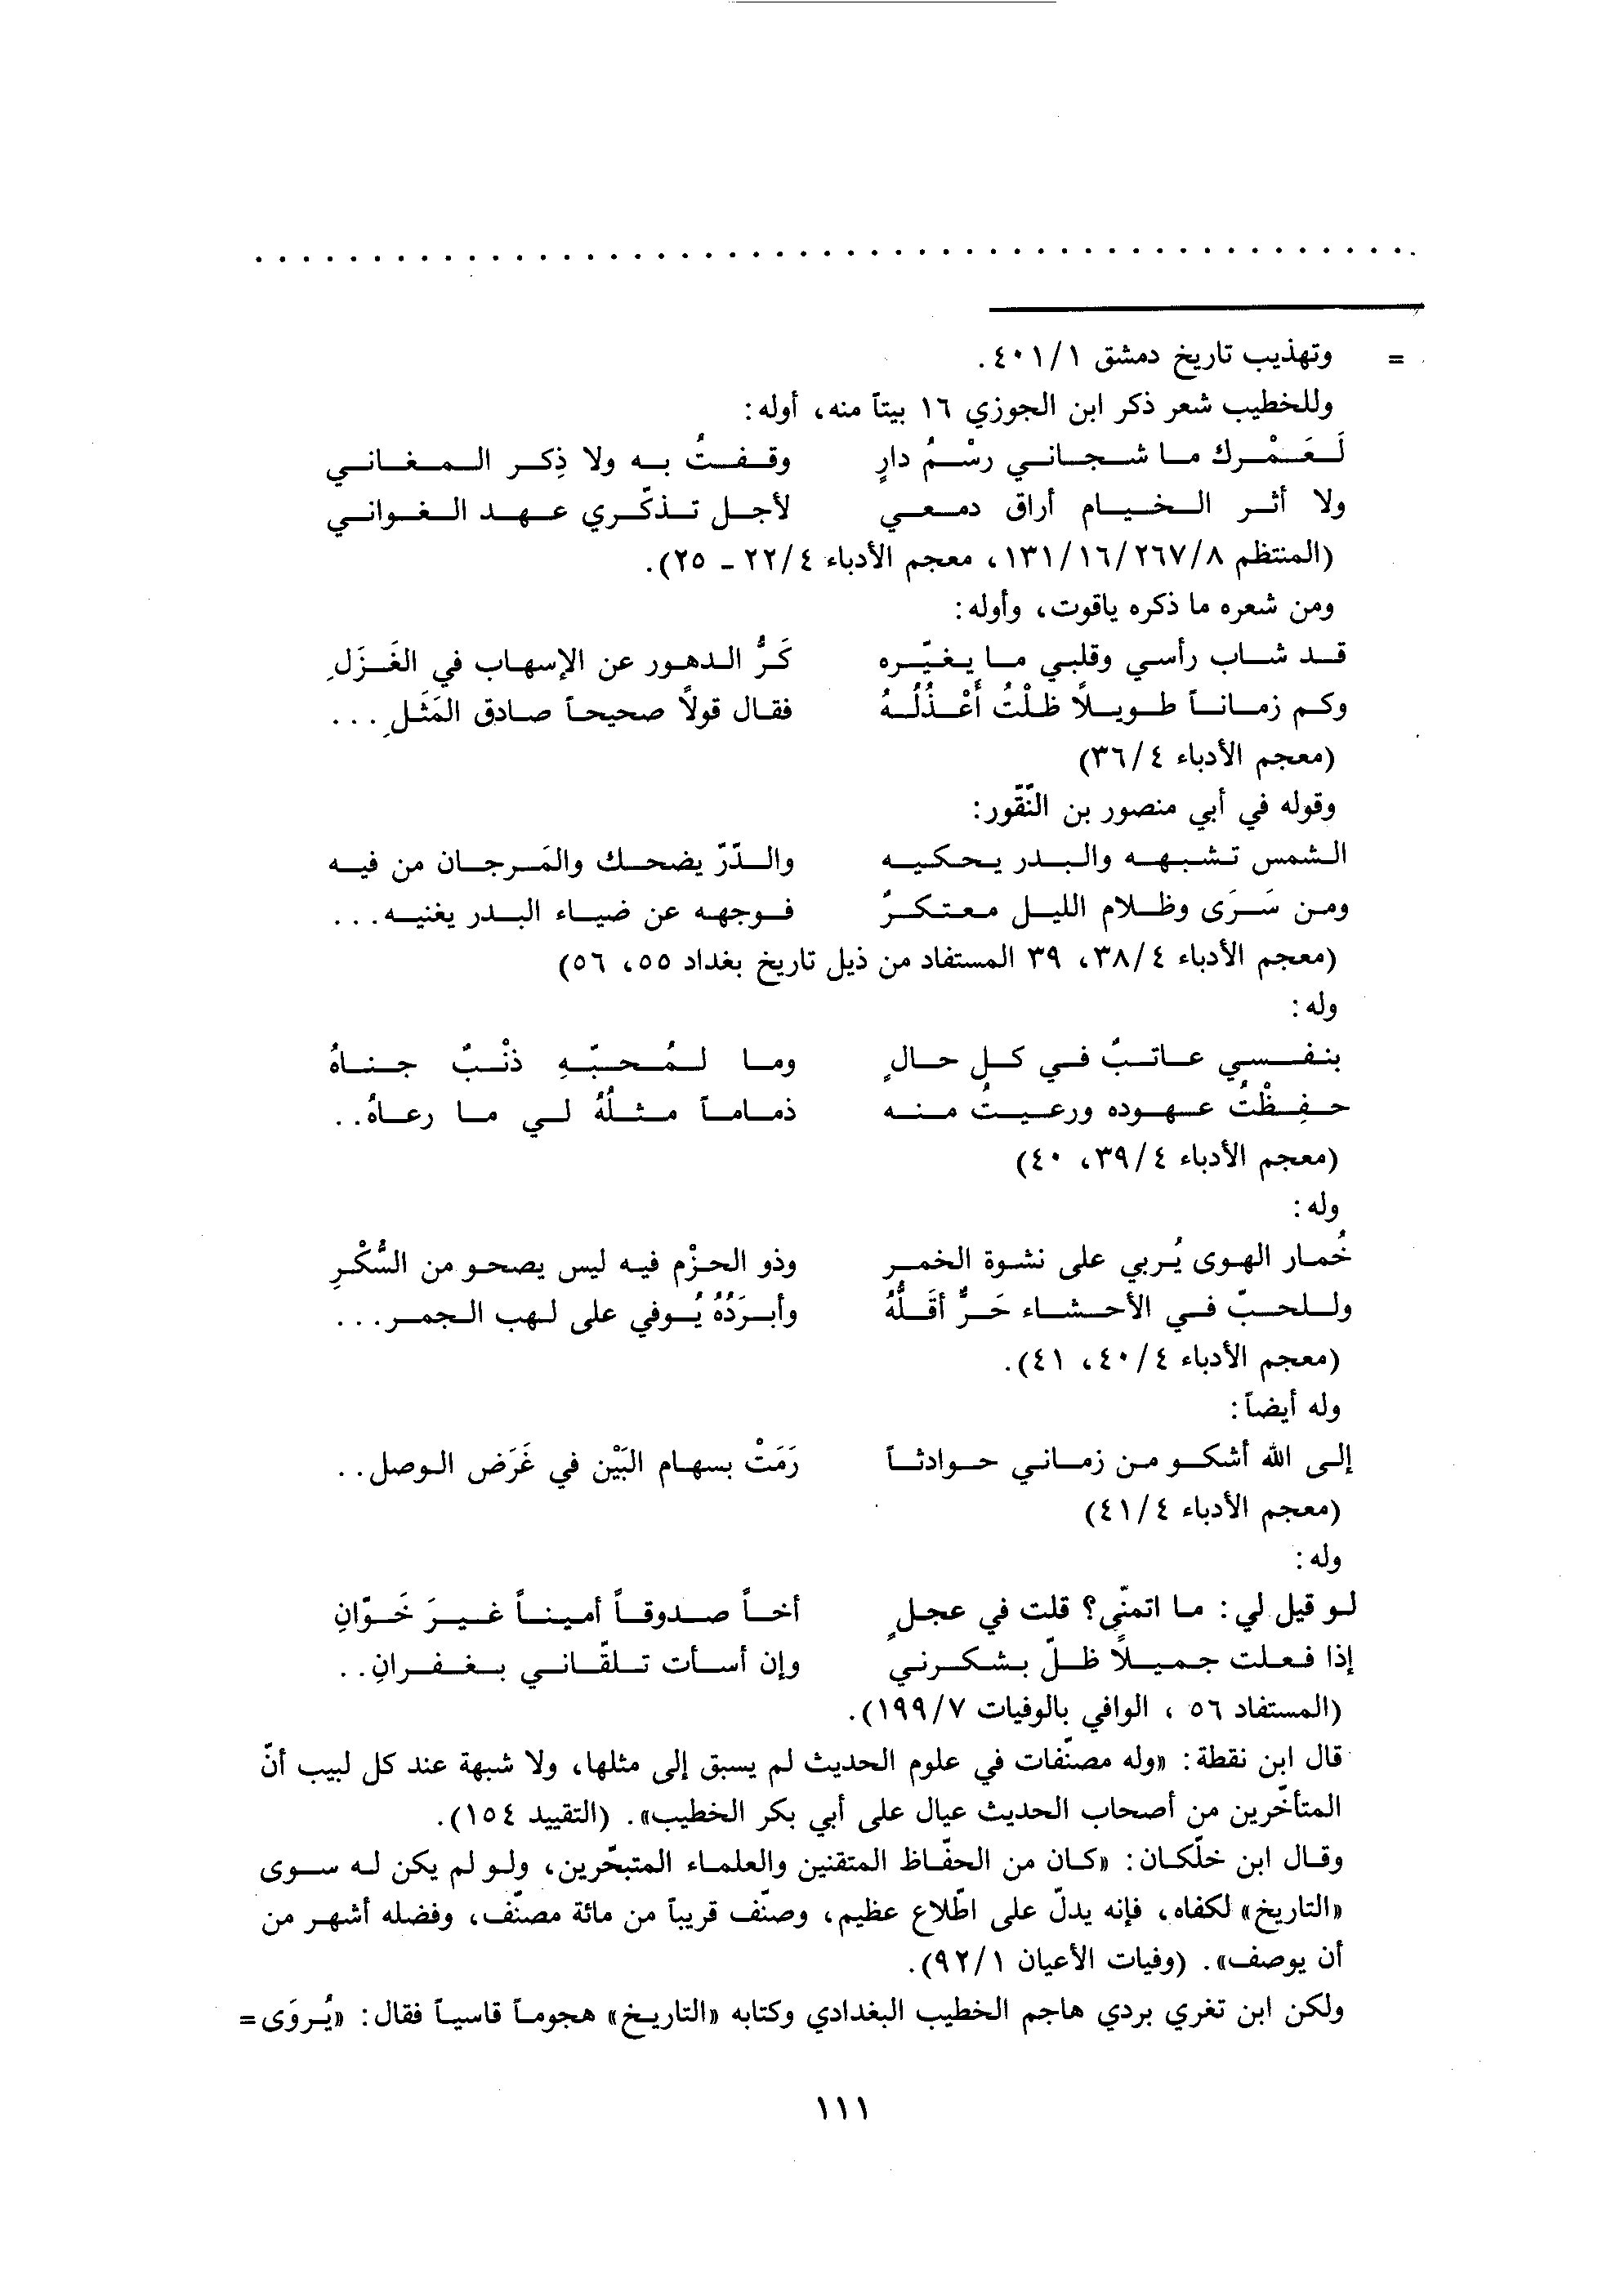 . . . . . . . . . . . . . . . . . . . . . . . . . . . . . . . . . . . . . . . . . . . . . . . . .
= وتهذيب تاريخ دمشق ٤٠١/١.
وللخطيب شعر ذكر ابن الجوزي ١٦ بيتاً منه، أوله:
لَعَمْرك ما شجاني رسْمُ دارٍ وقفتُ به ولا ذِكر المغاني
ولا أثر الخيام أراق دمعي لأجل تذكّري عهد الغواني
(المنتظم ٢٦٧/٨/١٣١/١٦، معجم الأدباء ٢٢/٤ - ٢٥).
ومن شعره ما ذكره ياقوت، وأوله:
قد شاب رأسي وقلبي ما يغيّره كَرُّ الدهور عن الإسهاب في الغَزَلِ
وكم زماناً طويلاً ظلْتُ أَعْذُلُهُ فقال قولاً صحيحاً صادق المَثَلِ...
(معجم الأدباء ٣٦/٤)
وقوله في أبي منصور بن النَّقّور:
الشمس تشبهه والبدر يحكيه والدّرّ يضحك والمَرجان من فيه
ومن سَرَى وظلام الليل معتكرٌ فوجهه عن ضياء البدر يغنيه...
(معجم الأدباء ٣٨/٤، ٣٩ المستفاد من ذيل تاريخ بغداد ٥٥، ٥٦)
وله:
بنفسي عاتبٌ في كل حالٍ وما لمُحبّهِ ذنْبٌ جناهُ
حفِظْتُ عهوده ورعيتُ منه ذماماً مثلُهُ لي ما رعاهُ..
(معجم الأدباء ٣٩/٤، ٤٠)
وله:
خُمار الهوى يُربي على نشوة الخمر وذو الحزْم فيه ليس يصحو من السُّكْرِ
وللحبّ في الأحشاء حَرٌّ أقَلُّهُ وأبرَدُهُ يُوفي على لهب الجمر...
(معجم الأدباء ٤٠/٤، ٤١).
وله أيضاً:
إلى الله أشكو من زماني حوادثاً رَمَتْ بسهام البَيْن في غَرَض الوصل..
(معجم الأدباء ٤١/٤)
وله:
لو قيل لي: ما اتمنّى؟ قلت في عجلٍ أخاً صدوقاً أميناً غيرَ خَوّانِ
إذا فعلت جميلاً ظلّ بشكرني وإن أسأت تلقّاني بغفرانِ..
(المستفاد ٥٦، الوافي بالوفيات ١٩٩/٧).
قال ابن نقطة: «وله مصنّفات في علوم الحديث لم يسبق إلى مثلها، ولا شبهة عند كل لبيب أنّ
المتأخّرين من أصحاب الحديث عيال على أبي بكر الخطيب». (التقييد ١٥٤).
وقال ابن خلّكان: «كان من الحفّاظ المتقنين والعلماء المتبحّرين، ولو لم يكن له سوى
«التاريخ» لكفاه، فإنه يدلّ على اطّلاع عظيم، وصنّف قريباً من مائة مصنّف، وفضله أشهر من
أن يوصف». (وفيات الأعيان ٩٢/١).
ولكن ابن تغري بردي هاجم الخطيب البغدادي وكتابه «التاريخ» هجوماً قاسياً فقال: «يُروَى =
١١١